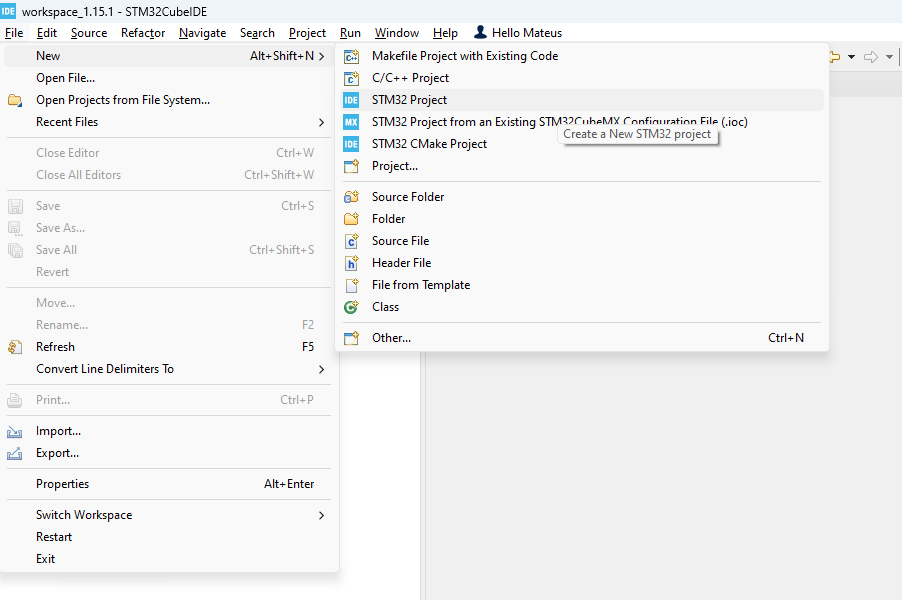 IDE workspace_1.15.1 - STM32CubeIDE
File Edit Source Refactor Navigate Search Project Run Window Help Hello Mateus
New Alt+Shift+N
Open File...
Open Projects from File System...
Recent Files
Close Editor Ctrl+W
Close All Editors Ctrl+Shift+W
Save Ctrl+S
Save As...
Save All Ctrl+Shift+S
Revert
Move...
Rename... F2
Refresh F5
Convert Line Delimiters To
Print... Ctrl+P
Import...
Export...
Properties Alt+Enter
Switch Workspace
Restart
Exit
Makefile Project with Existing Code
C/C++ Project
IDE STM32 Project
MX STM32 Project from an Existing STM32CubeMX Configuration File (.ioc)
Create a New STM32 project
IDE STM32 CMake Project
Project...
Source Folder
Folder
c Source File
h Header File
File from Template
C Class
Other... Ctrl+N